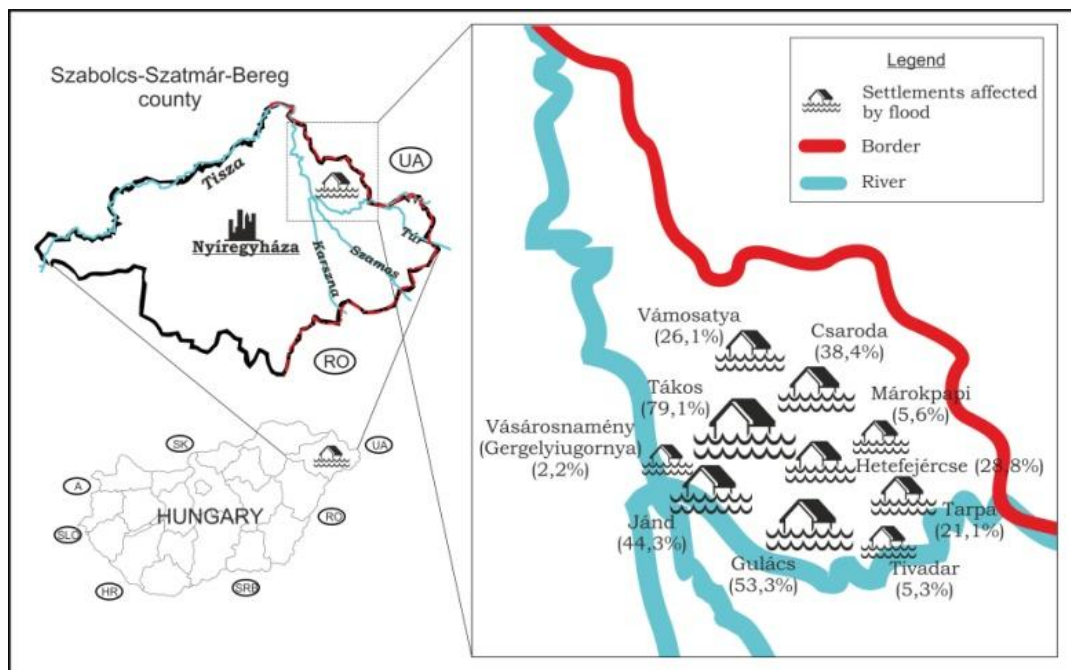 Szabolcs-Szatmár-Bereg
county
UA
Tisza
Nyíregyháza
Karszna
Szamos
Túr
RO
SK
UA
A
HUNGARY
RO
SLO
HR
SRB
Legend
Settlements affected
by flood
Border
River
Vámosatya
(26,1%)
Csaroda
(38,4%)
Tákos
(79,1%)
Márokpapi
(5,6%)
Vásárosnamény
(Gergelyiugornya)
(2,2%)
Hetefejércse (28,8%)
Tarpa
(21,1%)
Jánd
(44,3%)
Gulács
(53,3%)
Tivadar
(5,3%)